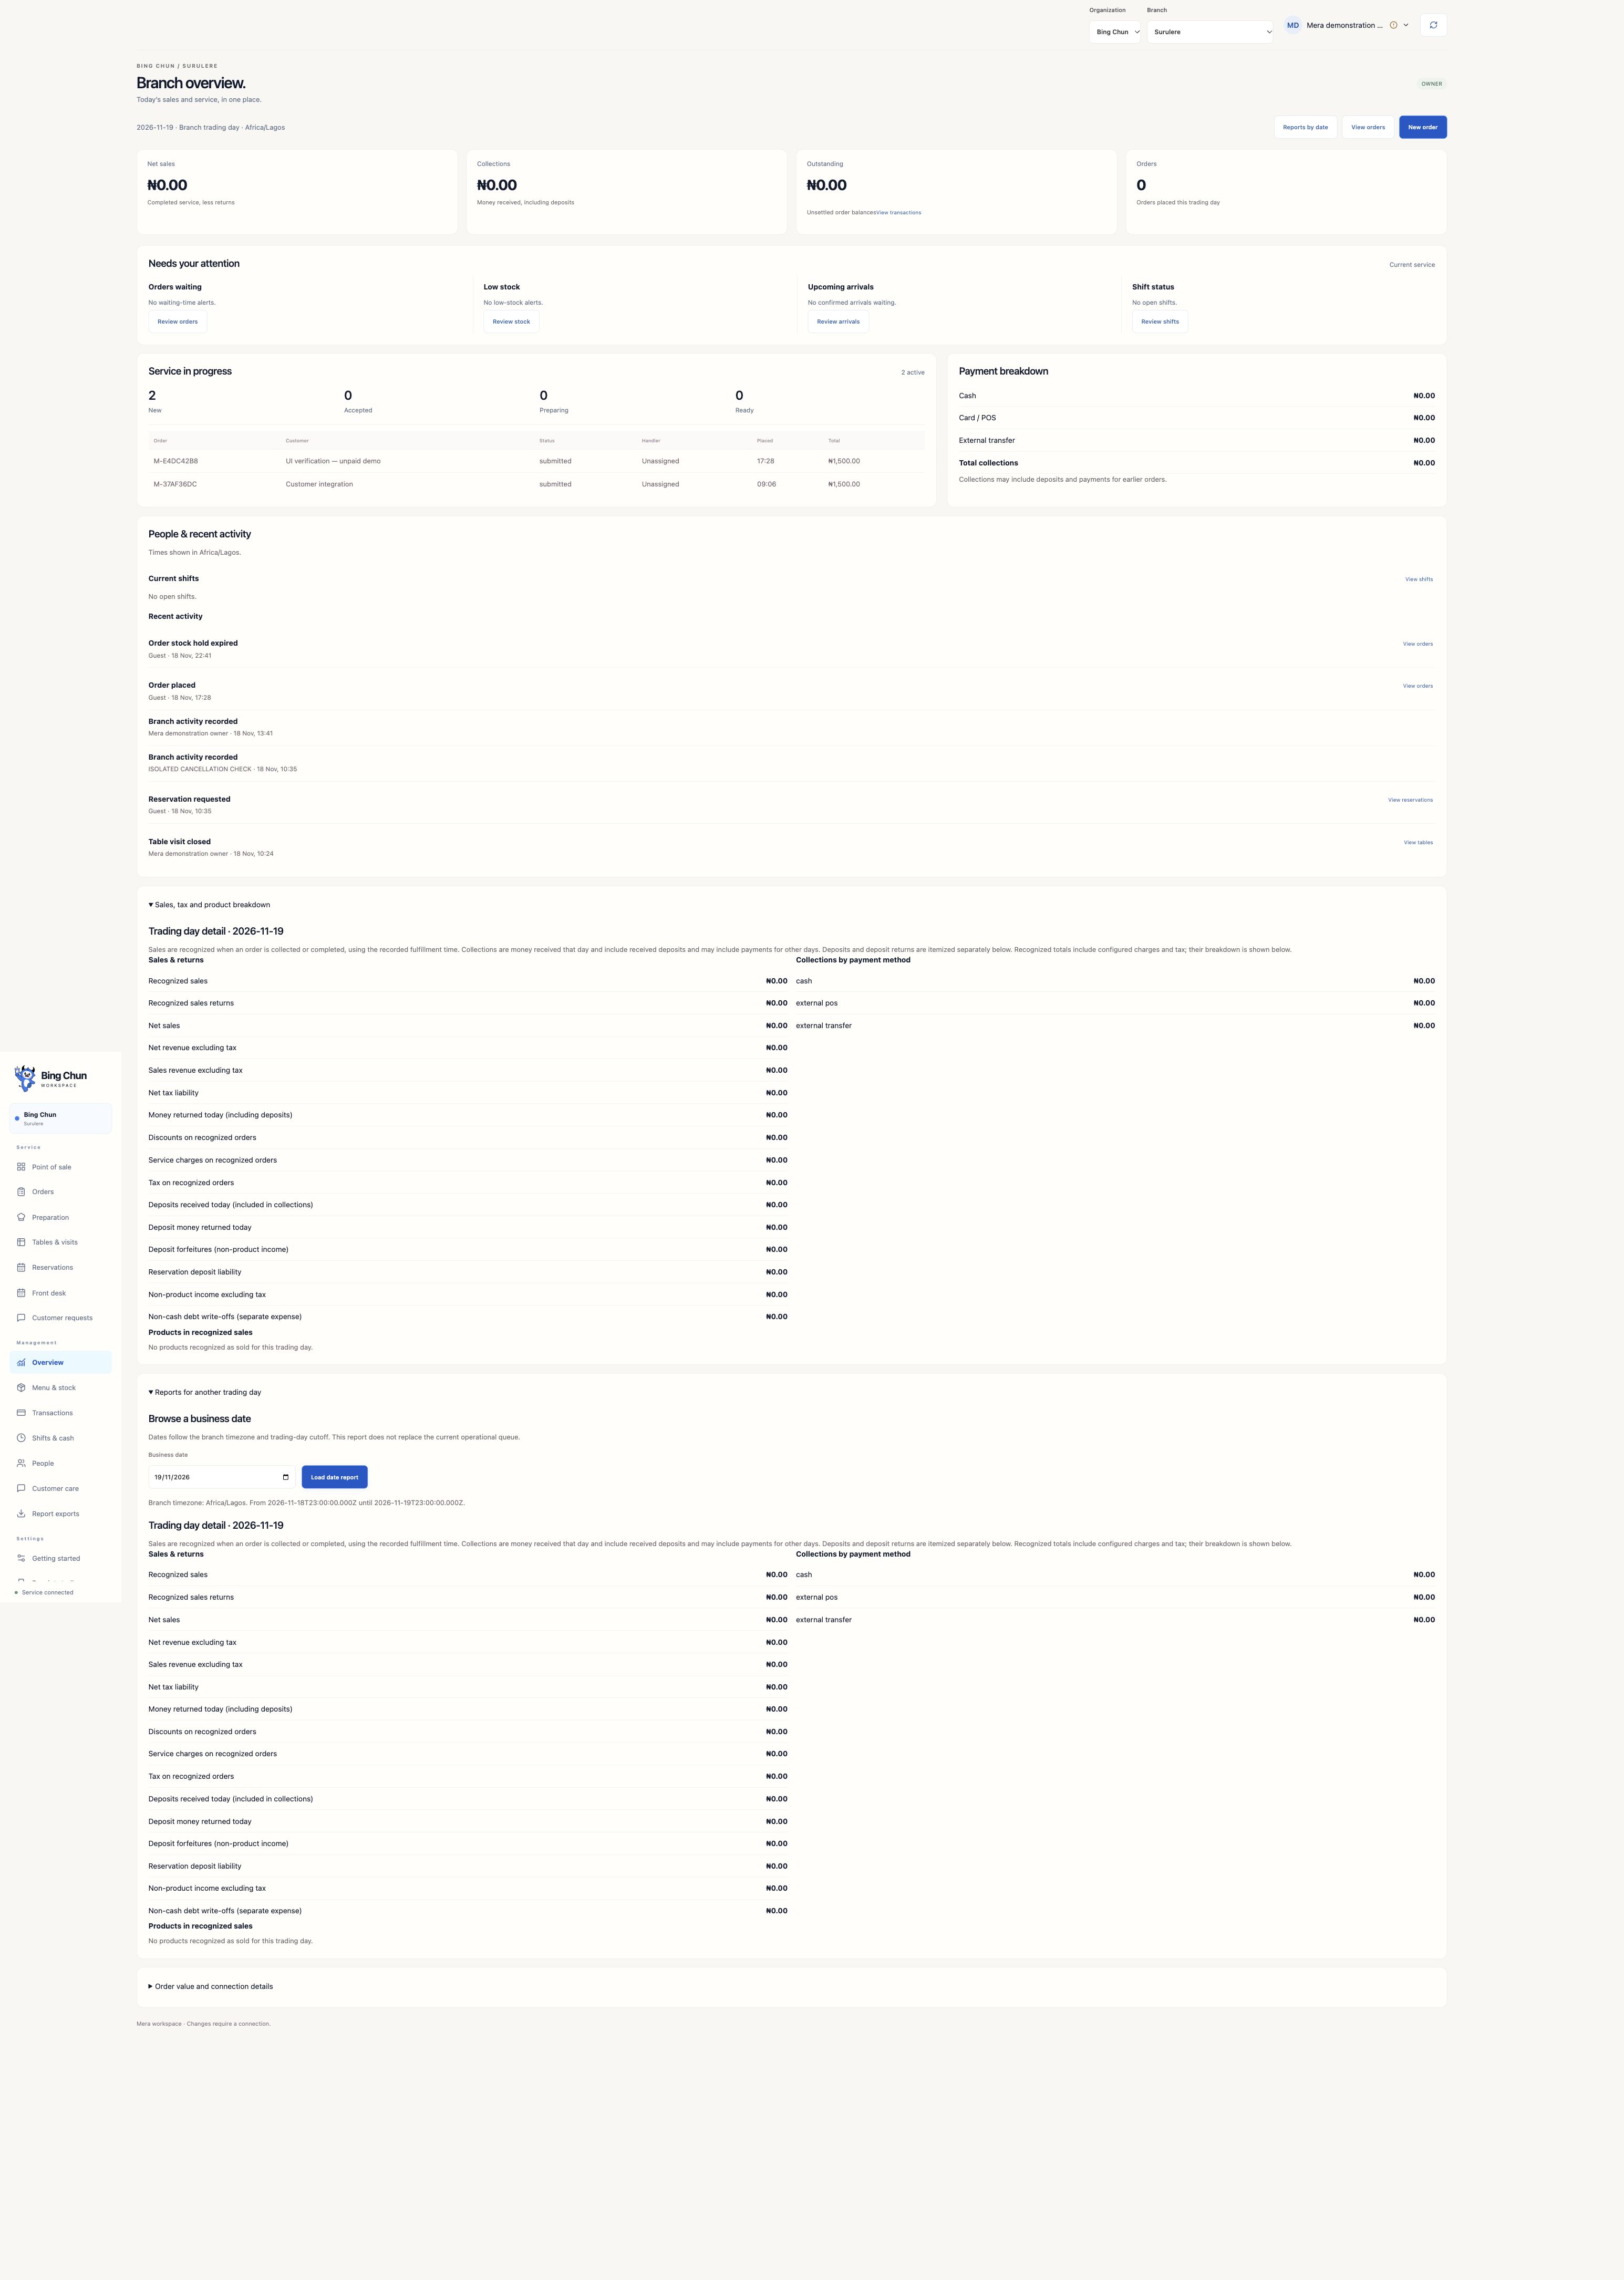 Organization
Branch
Bing Chun
Surulere
MD
Mera demonstration ...
BING CHUN / SURULERE
Branch overview.
OWNER
Today's sales and service, in one place.
2026-11-19 · Branch trading day · Africa/Lagos
Reports by date
View orders
New order
Net sales
₦0.00
Completed service, less returns
Collections
₦0.00
Money received, including deposits
Outstanding
₦0.00
Unsettled order balancesView transactions
Orders
0
Orders placed this trading day
Needs your attention
Current service
Orders waiting
No waiting-time alerts.
Review orders
Low stock
No low-stock alerts.
Review stock
Upcoming arrivals
No confirmed arrivals waiting.
Review arrivals
Shift status
No open shifts.
Review shifts
Service in progress
2 active
2
New
0
Accepted
0
Preparing
0
Ready
Order Customer Status Handler Placed Total
M-E4DC42B8 UI verification — unpaid demo submitted Unassigned 17:28 ₦1,500.00
M-37AF36DC Customer integration submitted Unassigned 09:06 ₦1,500.00
Payment breakdown
Cash ₦0.00
Card / POS ₦0.00
External transfer ₦0.00
Total collections ₦0.00
Collections may include deposits and payments for earlier orders.
People & recent activity
Times shown in Africa/Lagos.
Current shifts
View shifts
No open shifts.
Recent activity
Order stock hold expired
View orders
Guest · 18 Nov, 22:41
Order placed
View orders
Guest · 18 Nov, 17:28
Branch activity recorded
Mera demonstration owner · 18 Nov, 13:41
Branch activity recorded
ISOLATED CANCELLATION CHECK · 18 Nov, 10:35
Reservation requested
View reservations
Guest · 18 Nov, 10:35
Table visit closed
View tables
Mera demonstration owner · 18 Nov, 10:24
Sales, tax and product breakdown
Trading day detail · 2026-11-19
Sales are recognized when an order is collected or completed, using the recorded fulfillment time. Collections are money received that day and include received deposits and may include payments for other days. Deposits and deposit returns are itemized separately below. Recognized totals include configured charges and tax; their breakdown is shown below.
Sales & returns
Recognized sales ₦0.00
Recognized sales returns ₦0.00
Net sales ₦0.00
Net revenue excluding tax ₦0.00
Sales revenue excluding tax ₦0.00
Net tax liability ₦0.00
Money returned today (including deposits) ₦0.00
Discounts on recognized orders ₦0.00
Service charges on recognized orders ₦0.00
Tax on recognized orders ₦0.00
Deposits received today (included in collections) ₦0.00
Deposit money returned today ₦0.00
Deposit forfeitures (non-product income) ₦0.00
Reservation deposit liability ₦0.00
Non-product income excluding tax ₦0.00
Non-cash debt write-offs (separate expense) ₦0.00
Collections by payment method
cash ₦0.00
external pos ₦0.00
external transfer ₦0.00
Products in recognized sales
No products recognized as sold for this trading day.
Reports for another trading day
Browse a business date
Dates follow the branch timezone and trading-day cutoff. This report does not replace the current operational queue.
Business date
19/11/2026
Load date report
Branch timezone: Africa/Lagos. From 2026-11-18T23:00:00.000Z until 2026-11-19T23:00:00.000Z.
Trading day detail · 2026-11-19
Sales are recognized when an order is collected or completed, using the recorded fulfillment time. Collections are money received that day and include received deposits and may include payments for other days. Deposits and deposit returns are itemized separately below. Recognized totals include configured charges and tax; their breakdown is shown below.
Sales & returns
Recognized sales ₦0.00
Recognized sales returns ₦0.00
Net sales ₦0.00
Net revenue excluding tax ₦0.00
Sales revenue excluding tax ₦0.00
Net tax liability ₦0.00
Money returned today (including deposits) ₦0.00
Discounts on recognized orders ₦0.00
Service charges on recognized orders ₦0.00
Tax on recognized orders ₦0.00
Deposits received today (included in collections) ₦0.00
Deposit money returned today ₦0.00
Deposit forfeitures (non-product income) ₦0.00
Reservation deposit liability ₦0.00
Non-product income excluding tax ₦0.00
Non-cash debt write-offs (separate expense) ₦0.00
Collections by payment method
cash ₦0.00
external pos ₦0.00
external transfer ₦0.00
Products in recognized sales
No products recognized as sold for this trading day.
Order value and connection details
Mera workspace · Changes require a connection.
Bing Chun
WORKSPACE
Bing Chun
Surulere
Service
Point of sale
Orders
Preparation
Tables & visits
Reservations
Front desk
Customer requests
Management
Overview
Menu & stock
Transactions
Shifts & cash
People
Customer care
Report exports
Settings
Getting started
Service connected